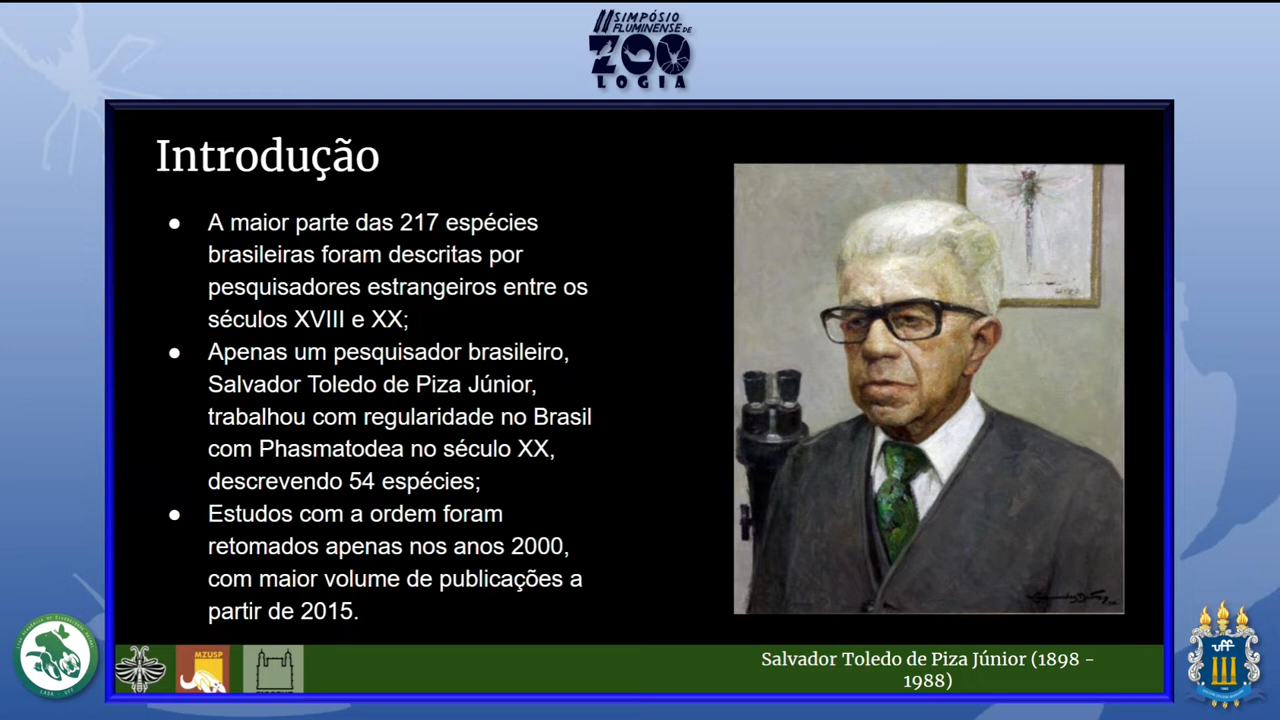 II SIMPÓSIO
FLUMINENSE DE
ZOO
LOGIA
Introdução
● A maior parte das 217 espécies
brasileiras foram descritas por
pesquisadores estrangeiros entre os
séculos XVIII e XX;
● Apenas um pesquisador brasileiro,
Salvador Toledo de Piza Júnior,
trabalhou com regularidade no Brasil
com Phasmatodea no século XX,
descrevendo 54 espécies;
● Estudos com a ordem foram
retomados apenas nos anos 2000,
com maior volume de publicações a
partir de 2015.
MZUSP
Salvador Toledo de Piza Júnior (1898 -
1988)
uff